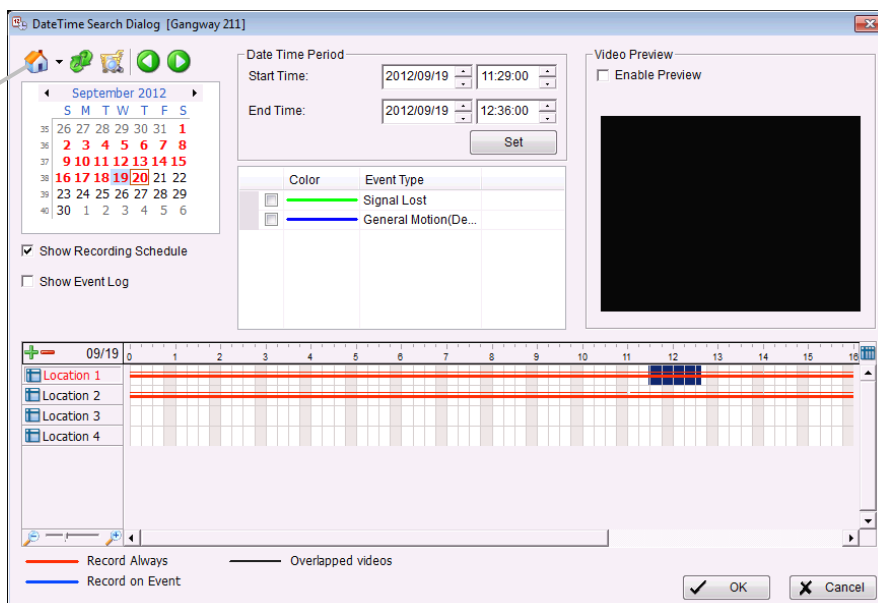 DateTime Search Dialog [Gangway 211]
September 2012
S M T W T F S
35 26 27 28 29 30 31 1
36 2 3 4 5 6 7 8
37 9 10 11 12 13 14 15
38 16 17 18 19 20 21 22
39 23 24 25 26 27 28 29
40 30 1 2 3 4 5 6
Show Recording Schedule
Show Event Log
Date Time Period
Start Time: 2012/09/19 11:29:00
End Time: 2012/09/19 12:36:00
Set
Color Event Type
Signal Lost
General Motion(De...
Video Preview
Enable Preview
09/19 0 1 2 3 4 5 6 7 8 9 10 11 12 13 14 15 16
Location 1
Location 2
Location 3
Location 4
Record Always Overlapped videos
Record on Event
OK Cancel